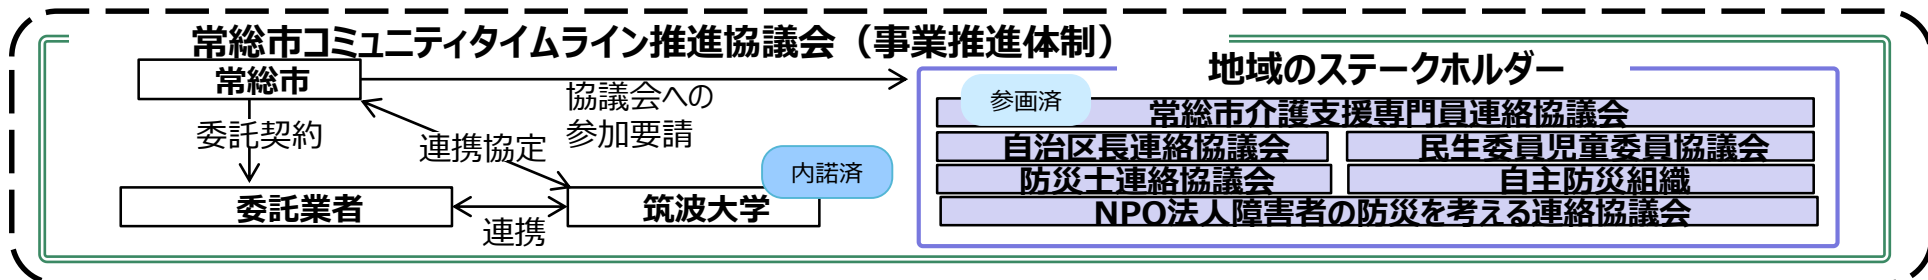 常総市コミュニティタイムライン推進協議会（事業推進体制）
常総市
協議会への
参加要請
委託契約
連携協定
内諾済
委託業者
筑波大学
連携
地域のステークホルダー
参画済
常総市介護支援専門員連絡協議会
自治区長連絡協議会
民生委員児童委員協議会
防災士連絡協議会
自主防災組織
NPO法人障害者の防災を考える連絡協議会